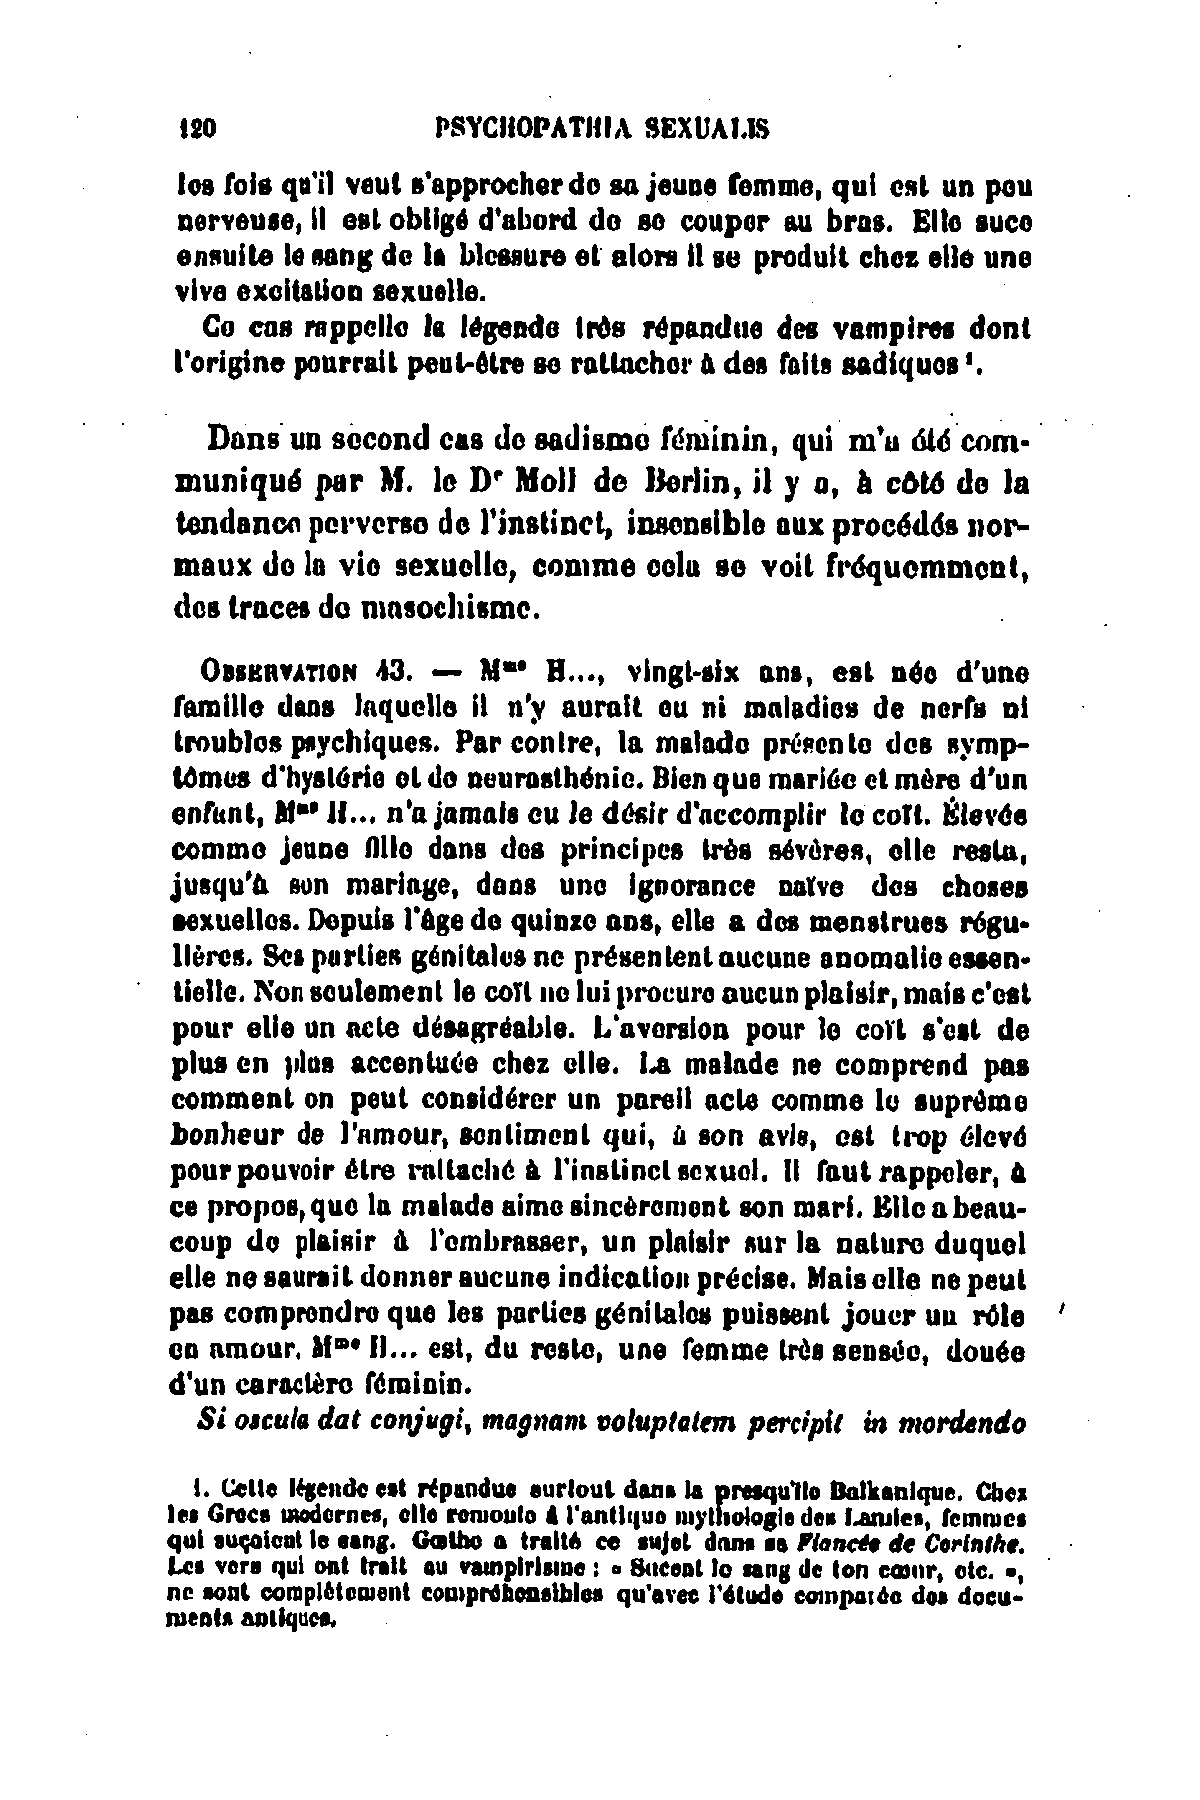 120 PSYCHOPATHIA SEXUALIS
les fois qu'il veut s'approcher de sa jeune femme, qui est un peu
nerveuse, il est obligé d'abord de se couper au bras. Elle suce
ensuite le sang de la blessure et alors il se produit chez elle une
vive excitation sexuelle.
Ce cas rappelle la légende très répandue des vampires dont
l'origine pourrait peut-être se rattacher à des faits sadiques¹.
Dans un second cas de sadisme féminin, qui m'a été com-
muniqué par M. le Dr Moll de Berlin, il y a, à côté de la
tendance perverse de l'instinct, insensible aux procédés nor-
maux de la vie sexuelle, comme cela se voit fréquemment,
des traces de masochisme.
OBSERVATION 43. — Mme H..., vingt-six ans, est née d'une
famille dans laquelle il n'y aurait eu ni maladies de nerfs ni
troubles psychiques. Par contre, la malade présente des symp-
tômes d'hystérie et de neurasthénie. Bien que mariée et mère d'un
enfant, Mme H... n'a jamais eu le désir d'accomplir le coït. Élevée
comme jeune fille dans des principes très sévères, elle resta,
jusqu'à son mariage, dans une ignorance naïve des choses
sexuelles. Depuis l'âge de quinze ans, elle a des menstrues régu-
lières. Ses parties génitales ne présentent aucune anomalie essen-
tielle. Non seulement le coït ne lui procure aucun plaisir, mais c'est
pour elle un acte désagréable. L'aversion pour le coït s'est de
plus en plus accentuée chez elle. La malade ne comprend pas
comment on peut considérer un pareil acte comme le suprême
bonheur de l'amour, sentiment qui, à son avis, est trop élevé
pour pouvoir être rattaché à l'instinct sexuel. Il faut rappeler, à
ce propos, que la malade aime sincèrement son mari. Elle a beau-
coup de plaisir à l'embrasser, un plaisir sur la nature duquel
elle ne saurait donner aucune indication précise. Mais elle ne peut
pas comprendre que les parties génitales puissent jouer un rôle
en amour. Mme H... est, du reste, une femme très sensée, douée
d'un caractère féminin.
Si oscula dat conjugi, magnam voluptatem percipit in mordendo
1. Cette légende est répandue surtout dans la presqu'île Balkanique. Chez
les Grecs modernes, elle remonte à l'antique mythologie des Lamies, femmes
qui suçaient le sang. Gœthe a traité ce sujet dans sa Fiancée de Corinthe.
Les vers qui ont trait au vampirisme : « Sucent le sang de ton cœur, etc. »,
ne sont complètement compréhensibles qu'avec l'étude comparée des docu-
ments antiques.